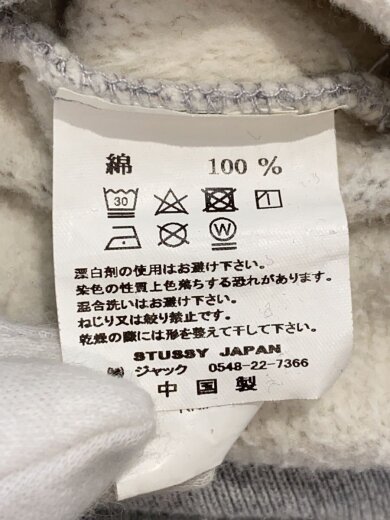 綿 100 %
30
W
漂白剤の使用はお避け下さい。
染色の性質上色落ちする恐れがあります。
混合洗いはお避け下さい。
ねじり又は絞り禁止です。
乾燥の際には形を整えて干して下さい。
STUSSY JAPAN
ジャック 0548-22-7366
中国製